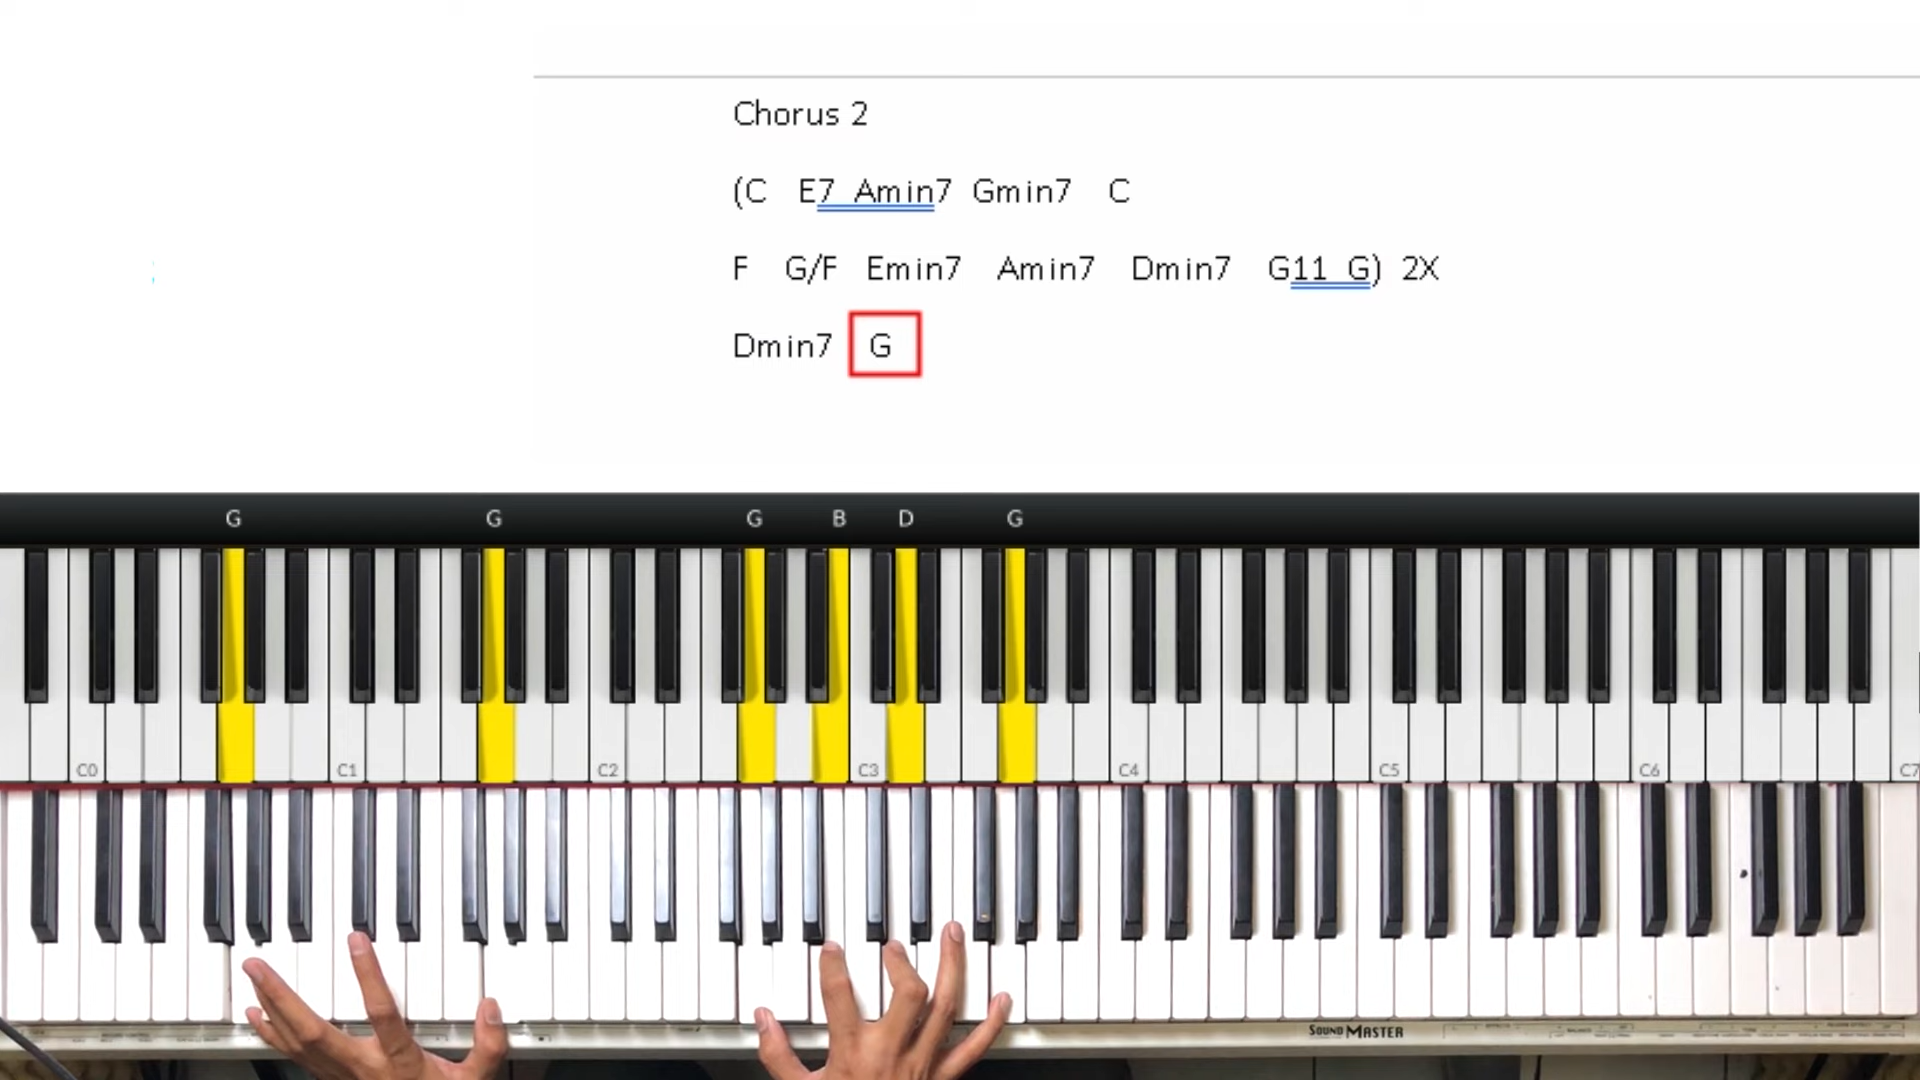 Chorus 2
(C E7 Amin7 Gmin7 C
F G/F Emin7 Amin7 Dmin7 G11 G) 2X
Dmin7 G
G G G B D G
C0 C1 C2 C3 C4 C5 C6 C7
SOUND MASTER